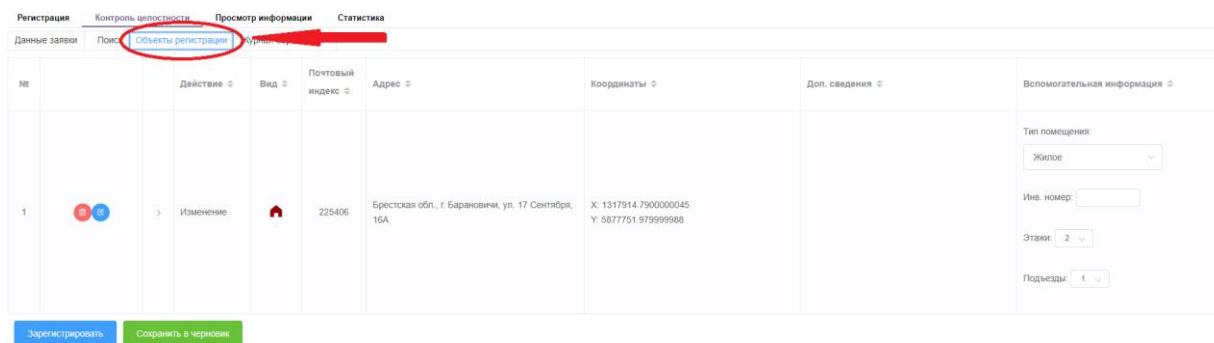 Регистрация Контроль целостности Просмотр информации Статистика
Данные заявки Поиск Объекты регистрации
№ Действие Вид Почтовый индекс Адрес Координаты Доп. сведения Вспомогательная информация
Тип помещения:
Жилое
1 Изменение 225406 Брестская обл., г. Барановичи, ул. 17 Сентября, 16А
X: 1317914.7900000045
Y: 5877751.979999988
Инв. номер:
Этажи: 2
Подъезды: 1
Зарегистрировать Сохранить в черновик